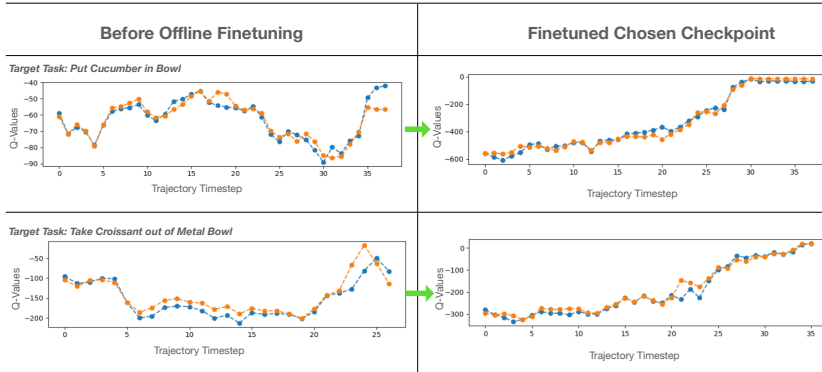 Before Offline Finetuning
Finetuned Chosen Checkpoint
Target Task: Put Cucumber in Bowl
Q-Values
−40
−50
−60
−70
−80
−90
0 5 10 15 20 25 30 35
Trajectory Timestep
Q-Values
0
−200
−400
−600
0 5 10 15 20 25 30 35
Trajectory Timestep
Target Task: Take Croissant out of Metal Bowl
Q-Values
−50
−100
−150
−200
0 5 10 15 20 25
Trajectory Timestep
Q-Values
0
−100
−200
−300
0 5 10 15 20 25 30 35
Trajectory Timestep